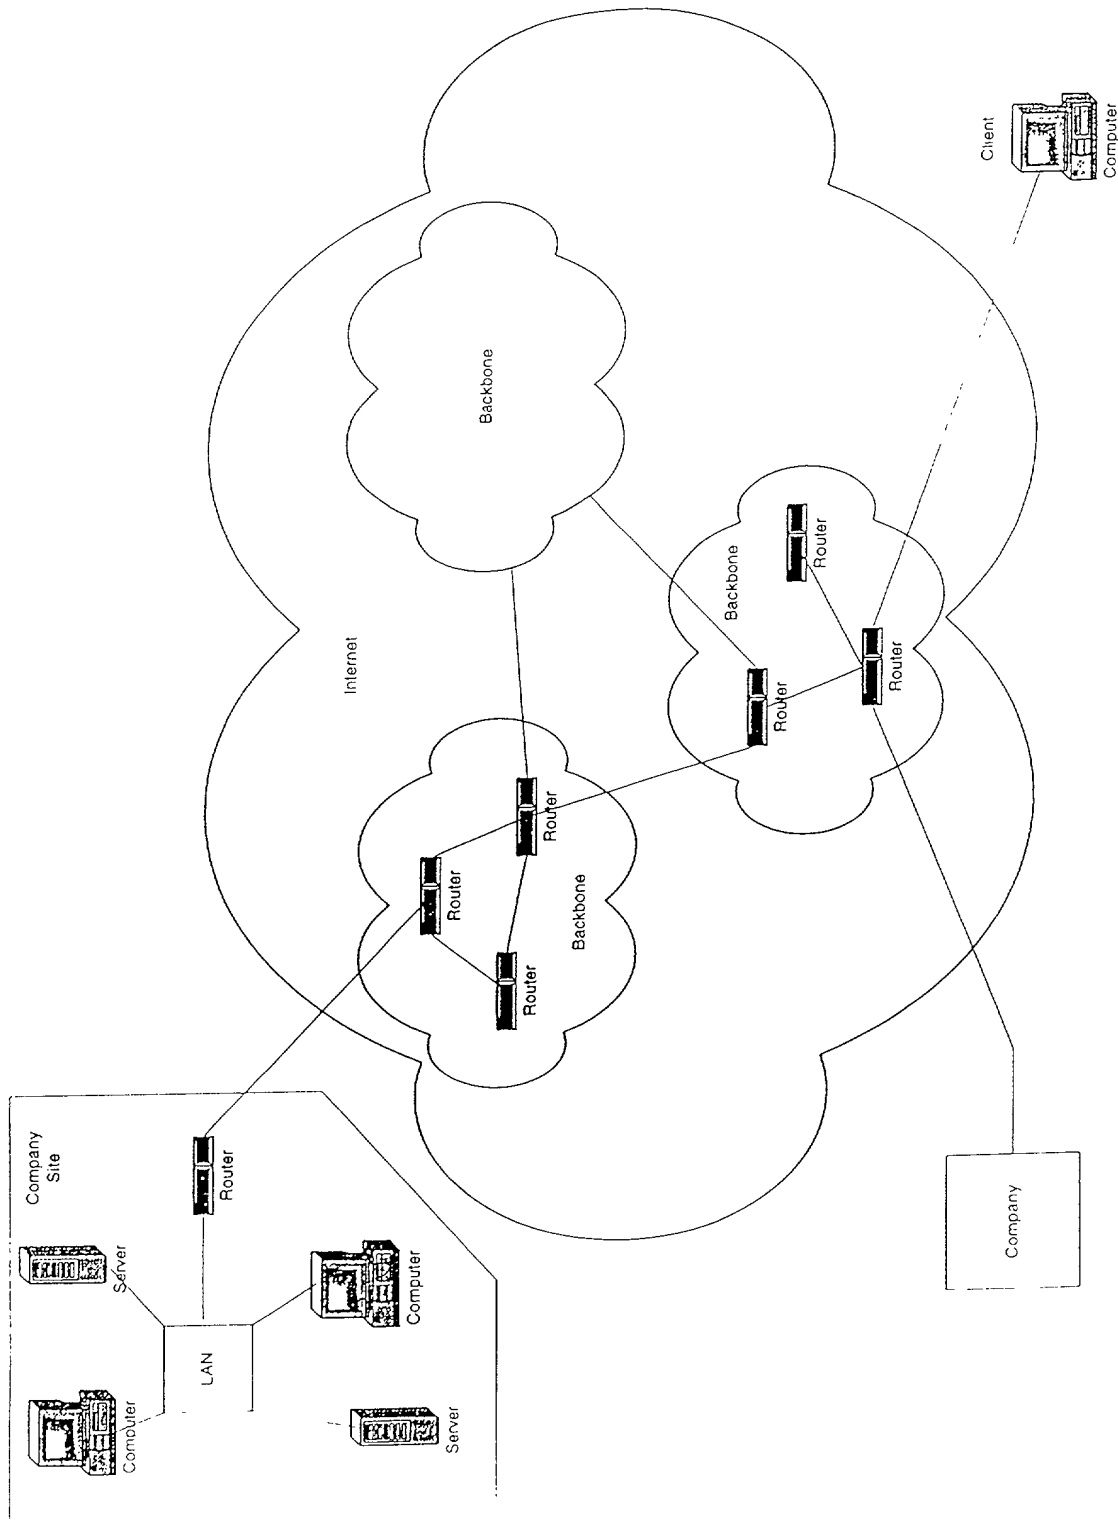 Company
Site
Server
Computer
Router
LAN
Computer
Server
Internet
Router
Router
Router
Backbone
Backbone
Backbone
Router
Router
Router
Company
Client
Computer